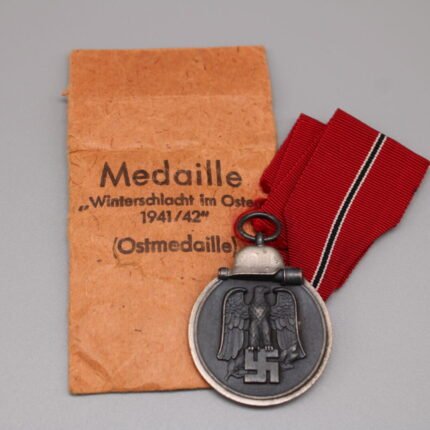 Medaille
„Winterschlacht im Oste
1941/42“
(Ostmedaille)